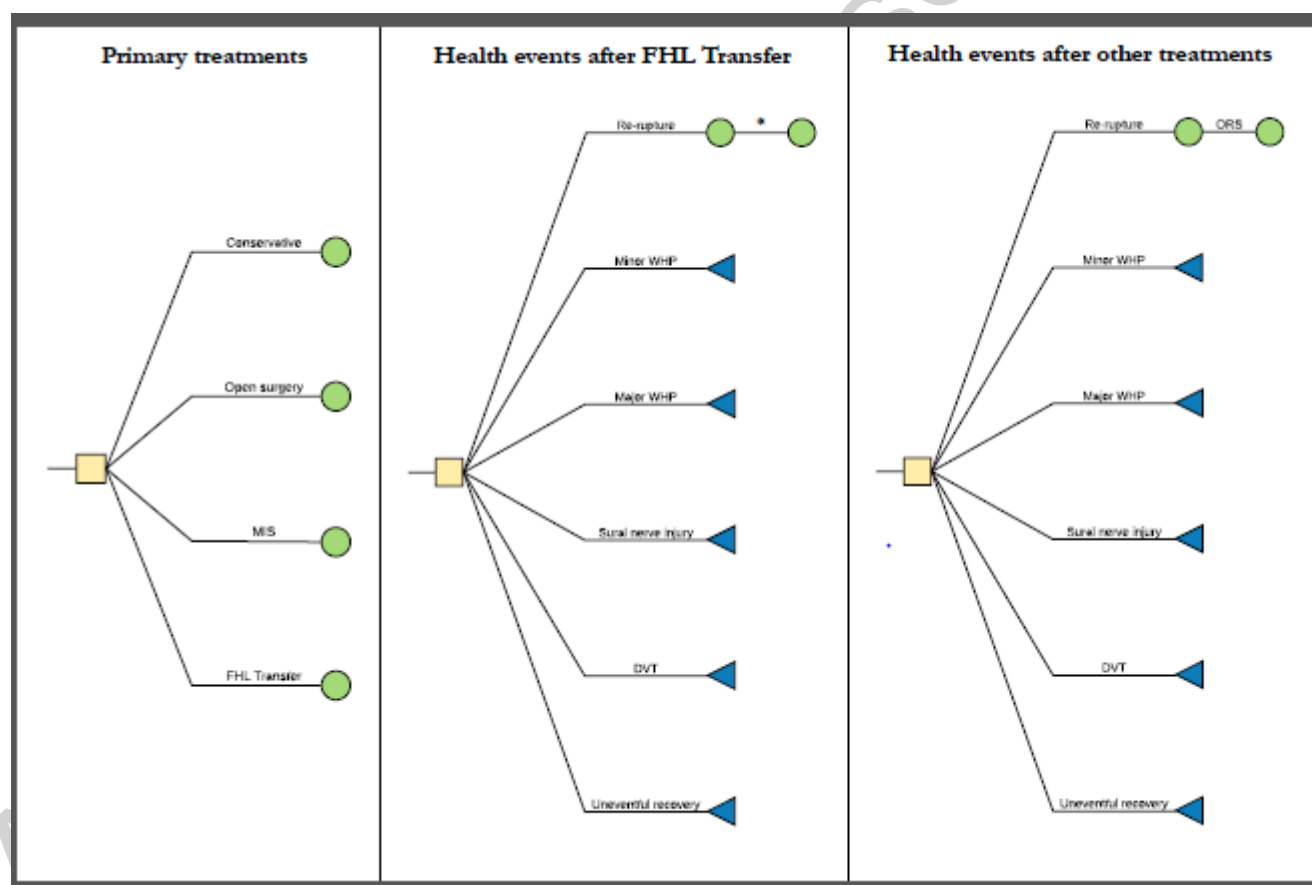 Primary treatments
Conservative
Open surgery
MIS
FHL Transfer
Health events after FHL Transfer
Re-rupture
*
Minor WHP
Major WHP
Sural nerve injury
DVT
Uneventful recovery
Health events after other treatments
Re-rupture
ORS
Minor WHP
Major WHP
Sural nerve injury
DVT
Uneventful recovery